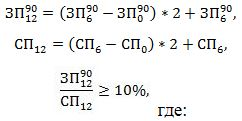 ЗП₁₂⁹⁰ = (ЗП₆⁹⁰ − ЗП₀⁹⁰) * 2 + ЗП₆⁹⁰,
СП₁₂ = (СП₆ − СП₀) * 2 + СП₆,
ЗП₁₂⁹⁰
СП₁₂
≥ 10%,
где: